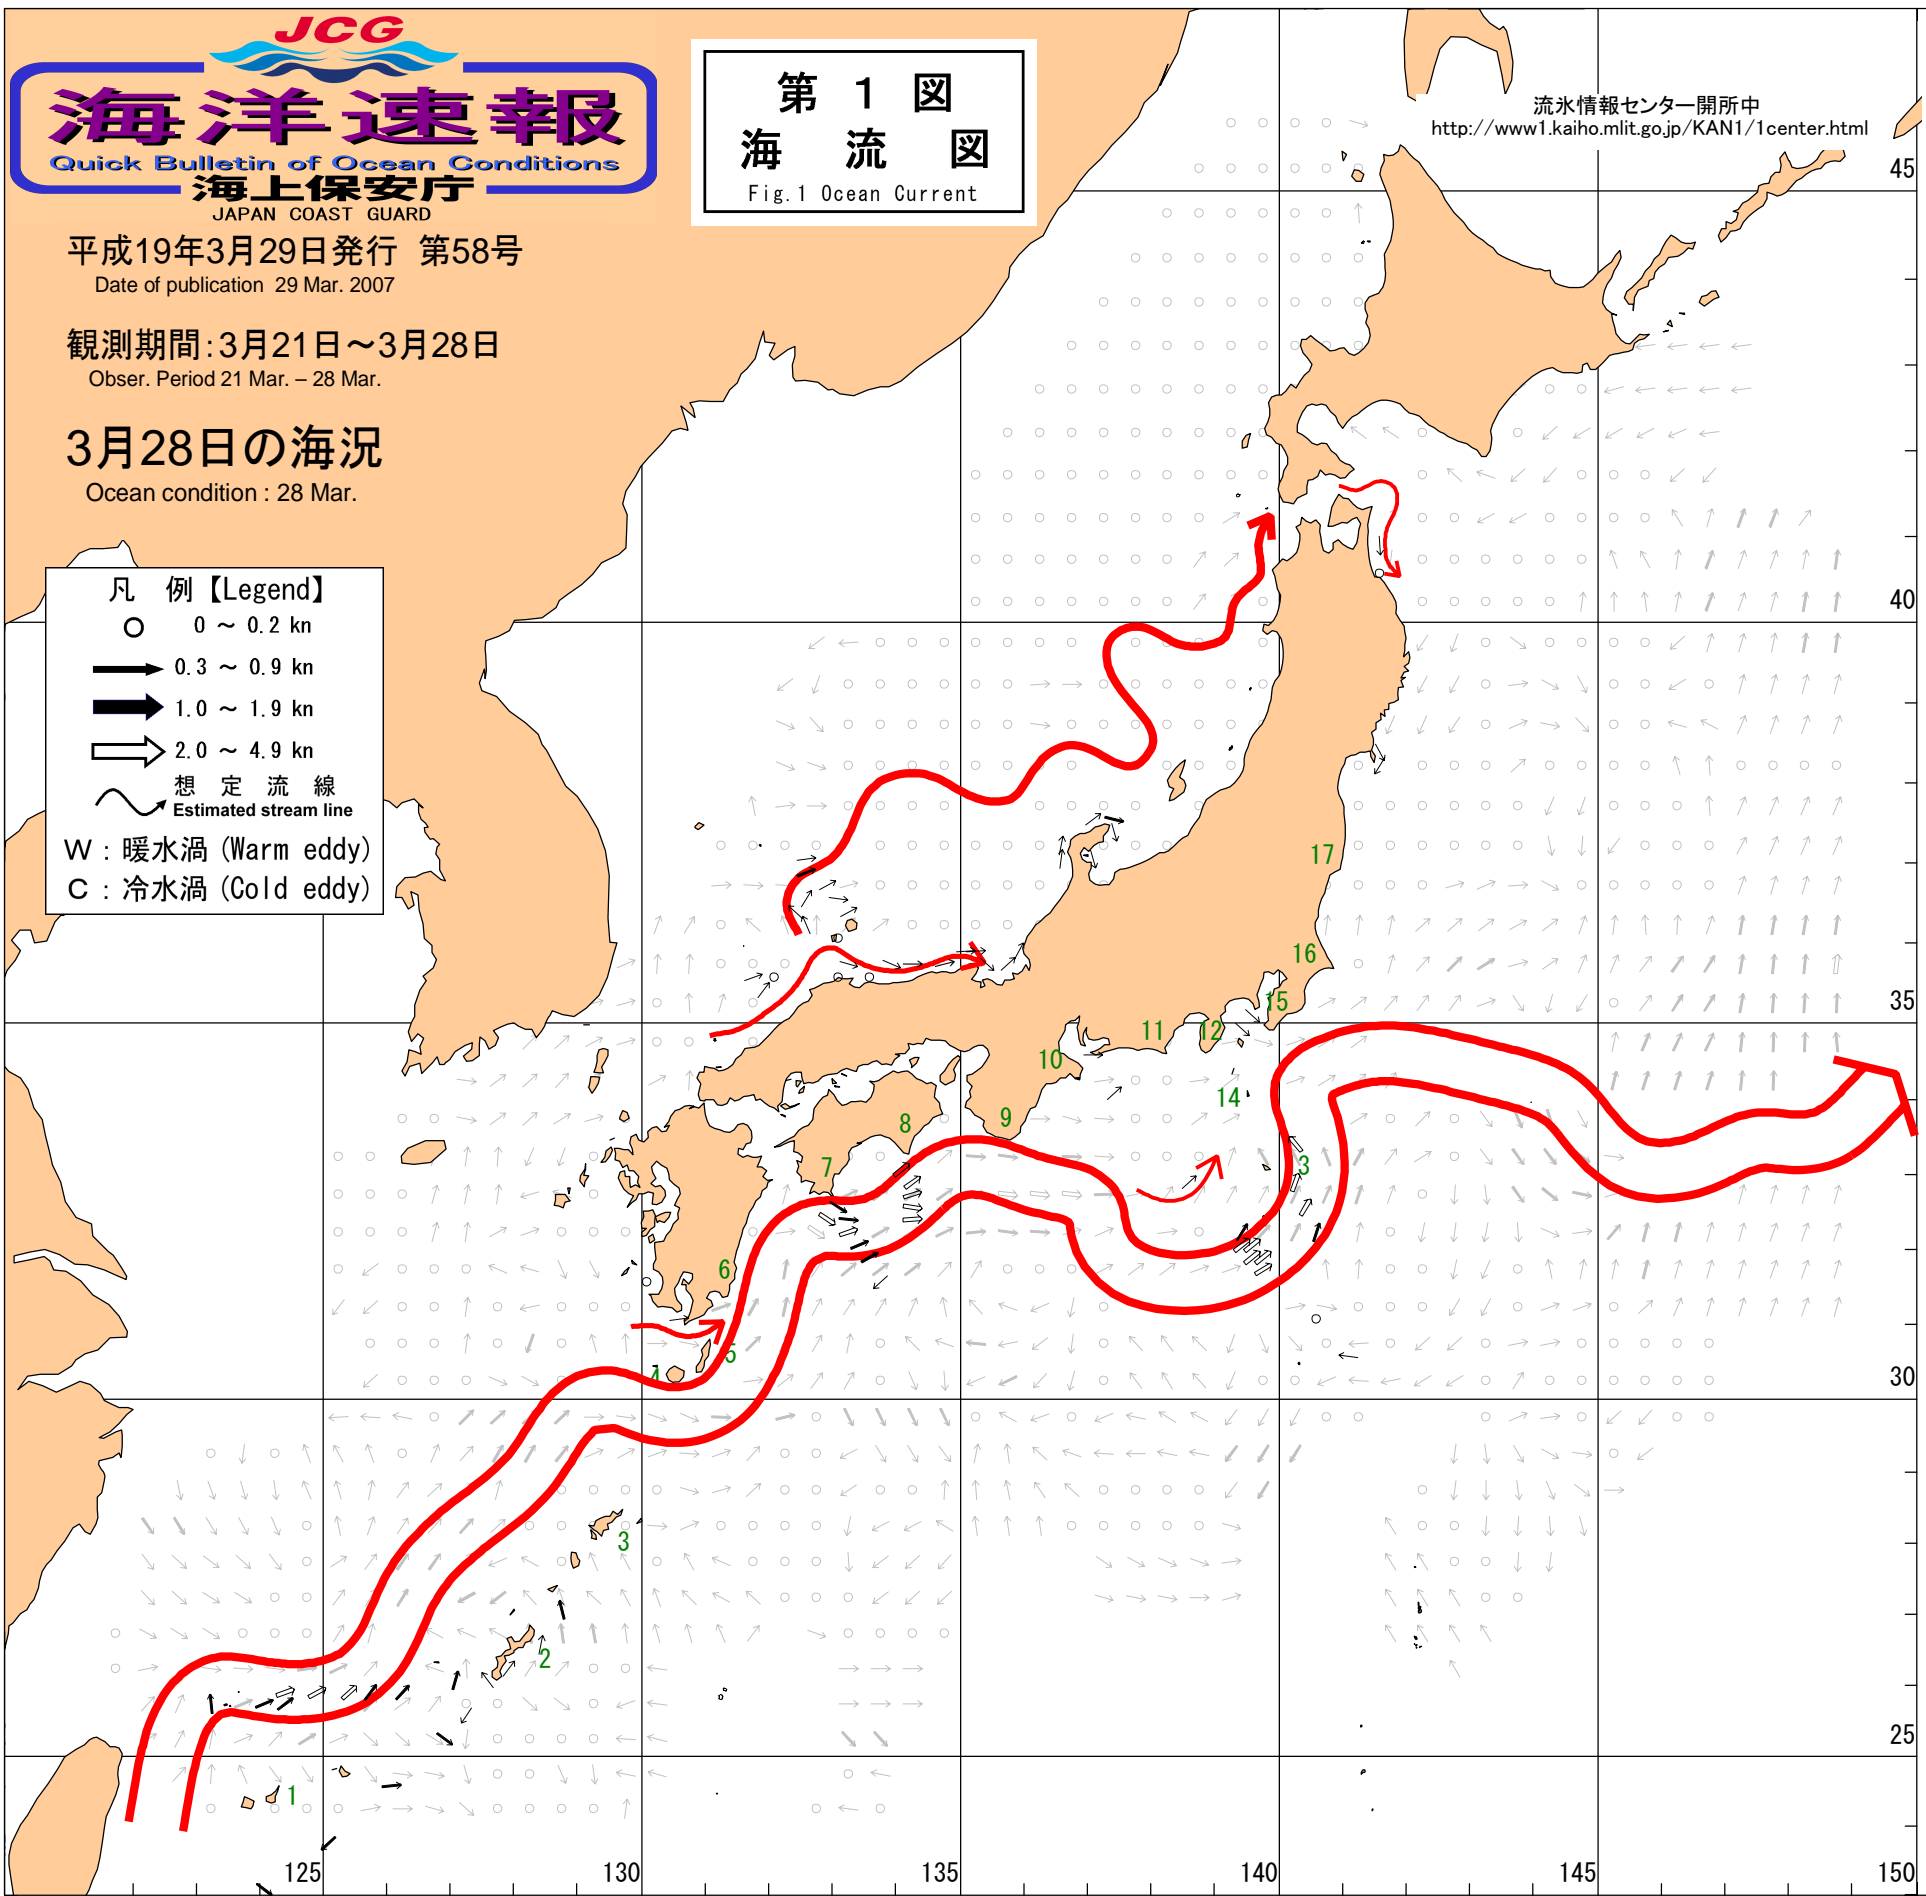 JCG
海洋速報
Quick Bulletin of Ocean Conditions
海上保安庁
JAPAN COAST GUARD
平成19年3月29日発行 第58号
Date of publication 29 Mar. 2007
観測期間:3月21日～3月28日
Obser. Period 21 Mar. – 28 Mar.
3月28日の海況
Ocean condition : 28 Mar.
第 1 図
海 流 図
Fig.1 Ocean Current
流氷情報センター開所中
http://www1.kaiho.mlit.go.jp/KAN1/1center.html
凡 例【Legend】
0 ～ 0.2 kn
0.3 ～ 0.9 kn
1.0 ～ 1.9 kn
2.0 ～ 4.9 kn
想 定 流 線
Estimated stream line
W : 暖水渦 (Warm eddy)
C : 冷水渦 (Cold eddy)
45
40
17
16
15
35
11
12
10
14
9
8
7
3
6
5
4
30
3
2
25
1
125
130
135
140
145
150